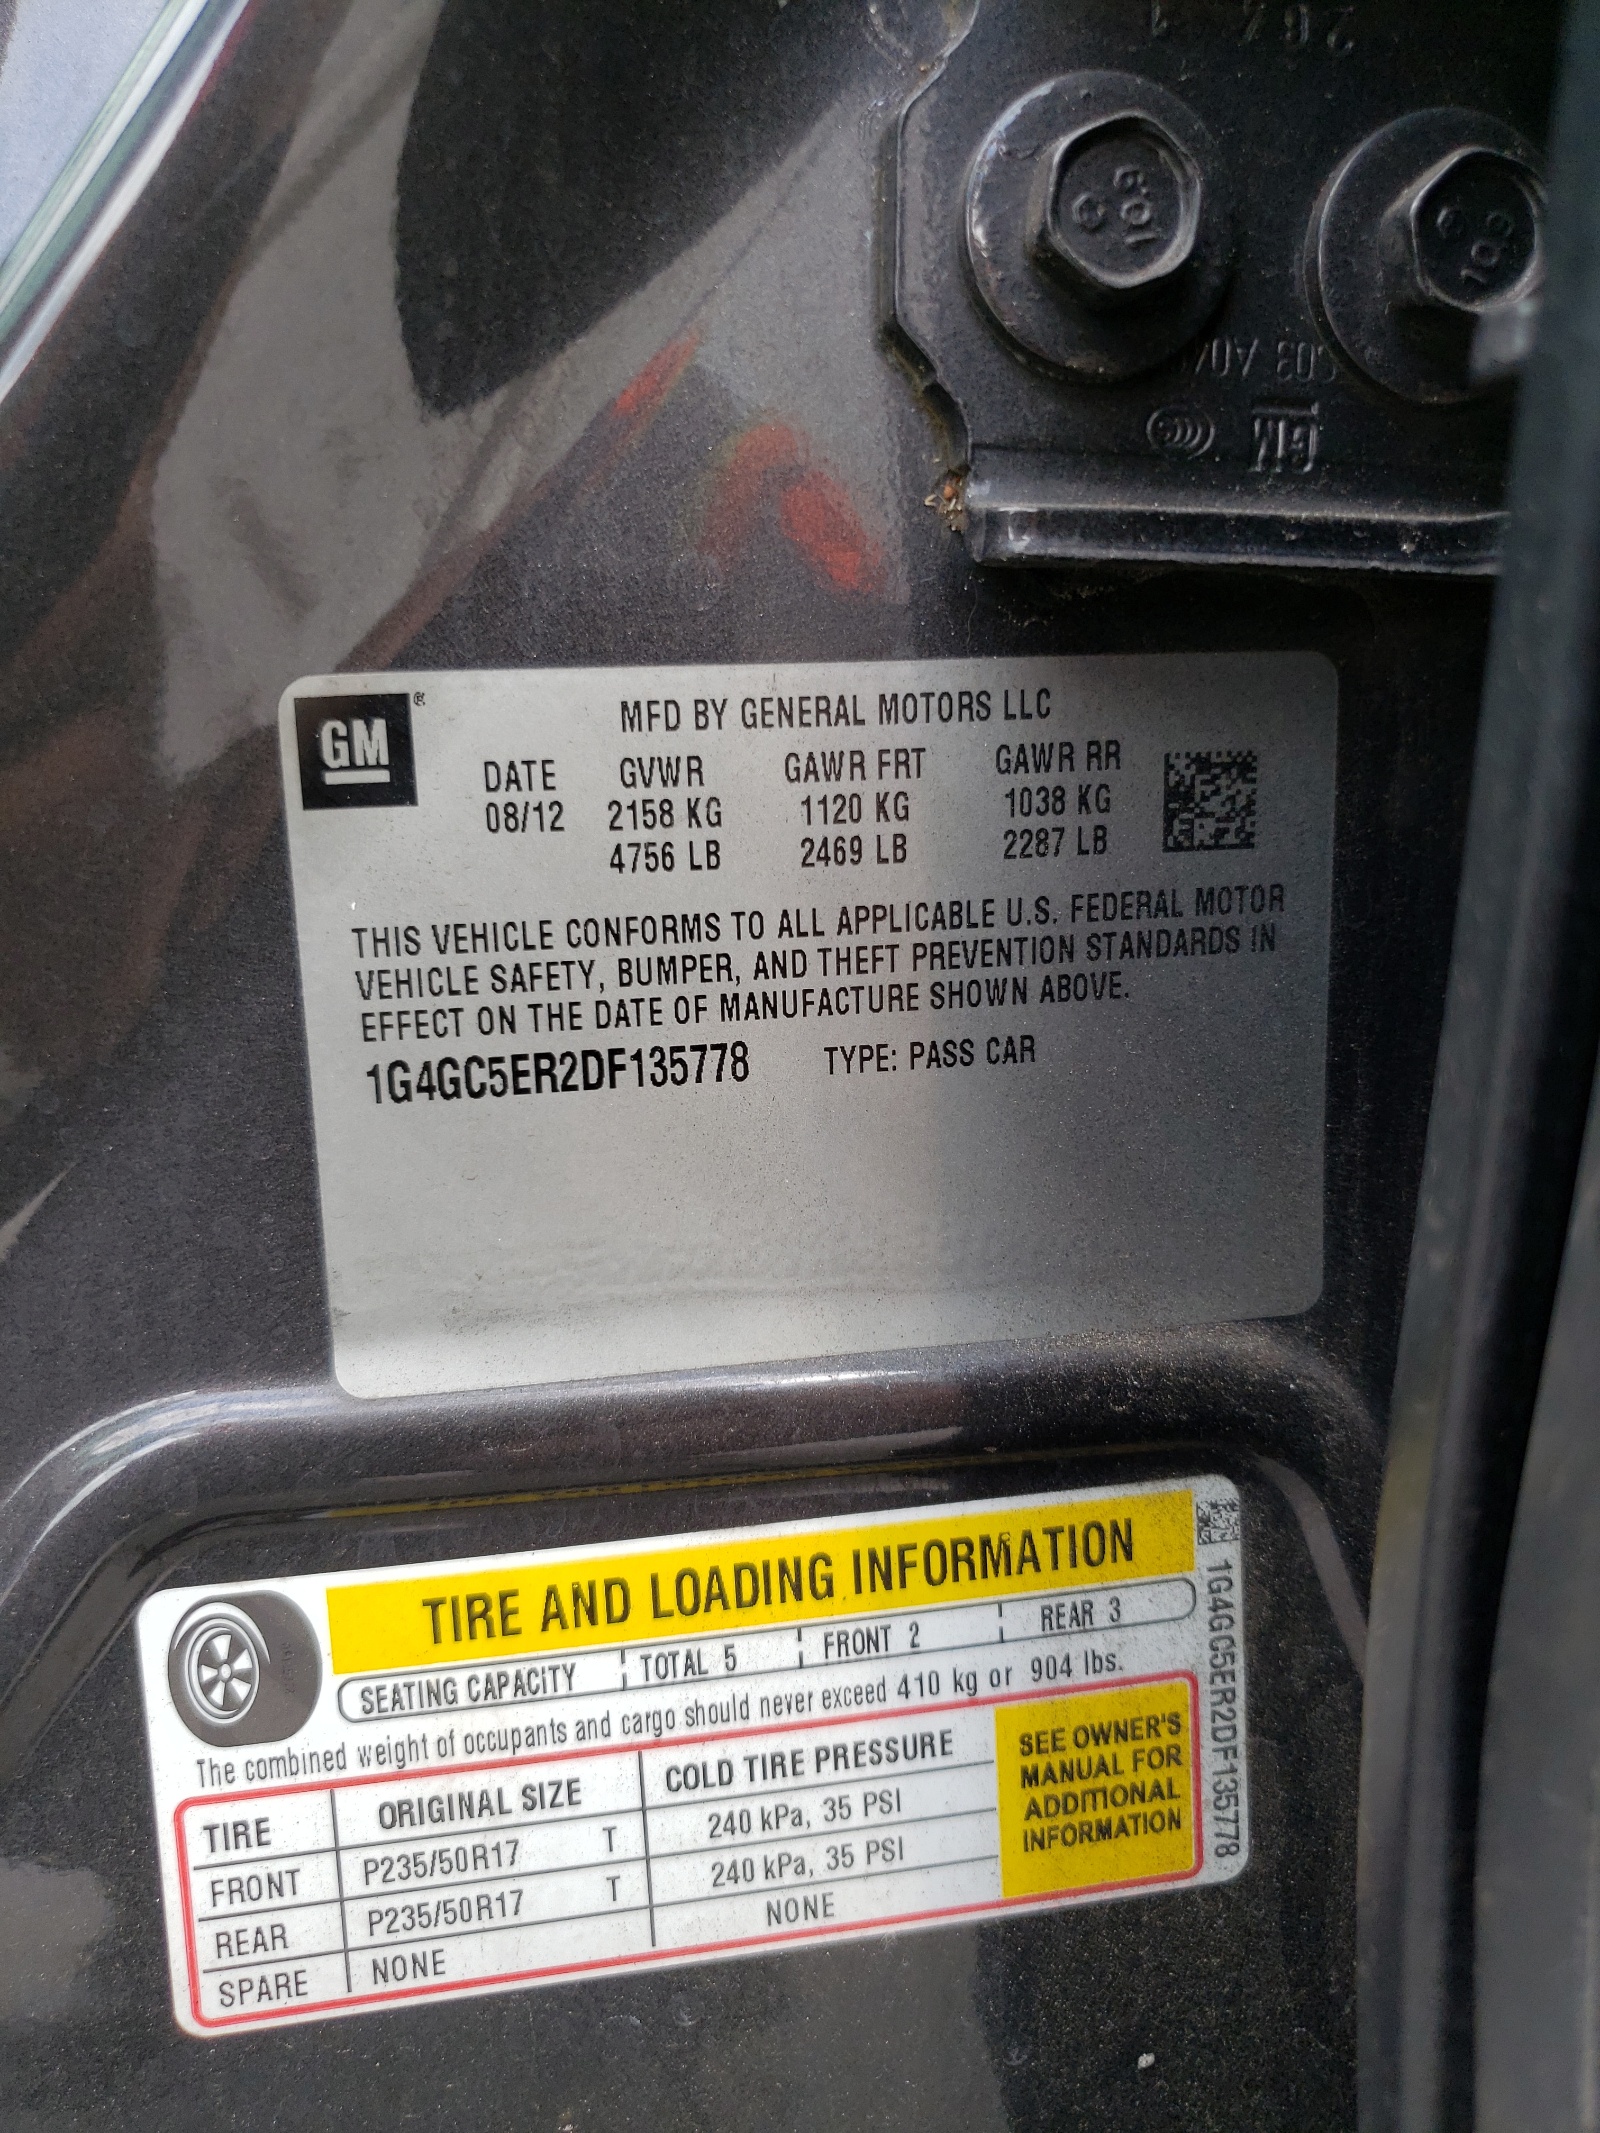 10.9
10.9
GM
GM®
MFD BY GENERAL MOTORS LLC
DATE GVWR GAWR FRT GAWR RR
08/12 2158 KG 1120 KG 1038 KG
4756 LB 2469 LB 2287 LB
THIS VEHICLE CONFORMS TO ALL APPLICABLE U.S. FEDERAL MOTOR
VEHICLE SAFETY, BUMPER, AND THEFT PREVENTION STANDARDS IN
EFFECT ON THE DATE OF MANUFACTURE SHOWN ABOVE.
1G4GC5ER2DF135778 TYPE: PASS CAR
TIRE AND LOADING INFORMATION
SEATING CAPACITY TOTAL 5 FRONT 2 REAR 3
The combined weight of occupants and cargo should never exceed 410 kg or 904 lbs.
TIRE ORIGINAL SIZE COLD TIRE PRESSURE
FRONT P235/50R17 T 240 kPa, 35 PSI
REAR P235/50R17 T 240 kPa, 35 PSI
SPARE NONE NONE
SEE OWNER'S
MANUAL FOR
ADDITIONAL
INFORMATION
1G4GC5ER2DF135778